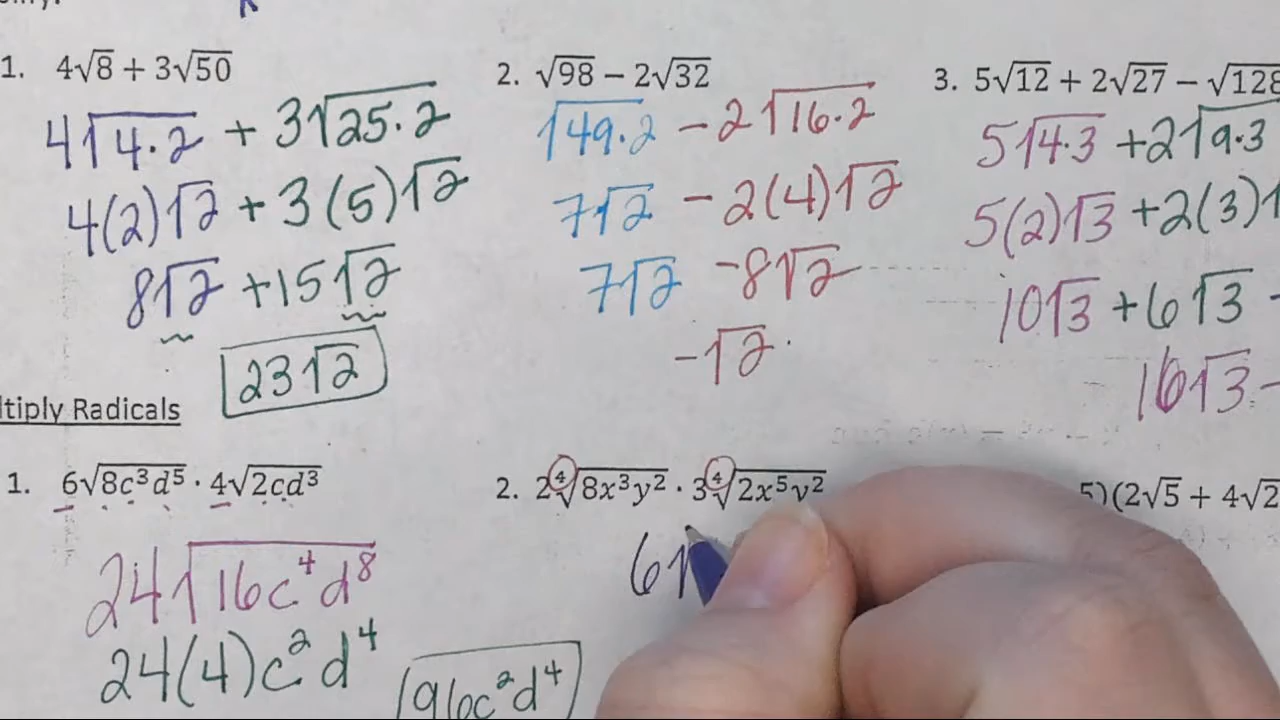 1. 4√8 + 3√50
4√4·2 + 3√25·2
4(2)√2 + 3(5)√2
8√2 + 15√2
23√2
2. √98 − 2√32
√49·2 − 2√16·2
7√2 − 2(4)√2
7√2 − 8√2
−√2
3. 5√12 + 2√27 − √128
5√4·3 + 2√9·3
5(2)√3 + 2(3)√
10√3 + 6√3 −
16√3 −
tiply Radicals
1. 6√8c³d⁵ · 4√2cd³
24√16c⁴d⁸
24(4)c²d⁴
96c²d⁴
2. 2∜8x³y² · 3∜2x⁵y²
6√
5)(2√5 + 4√2